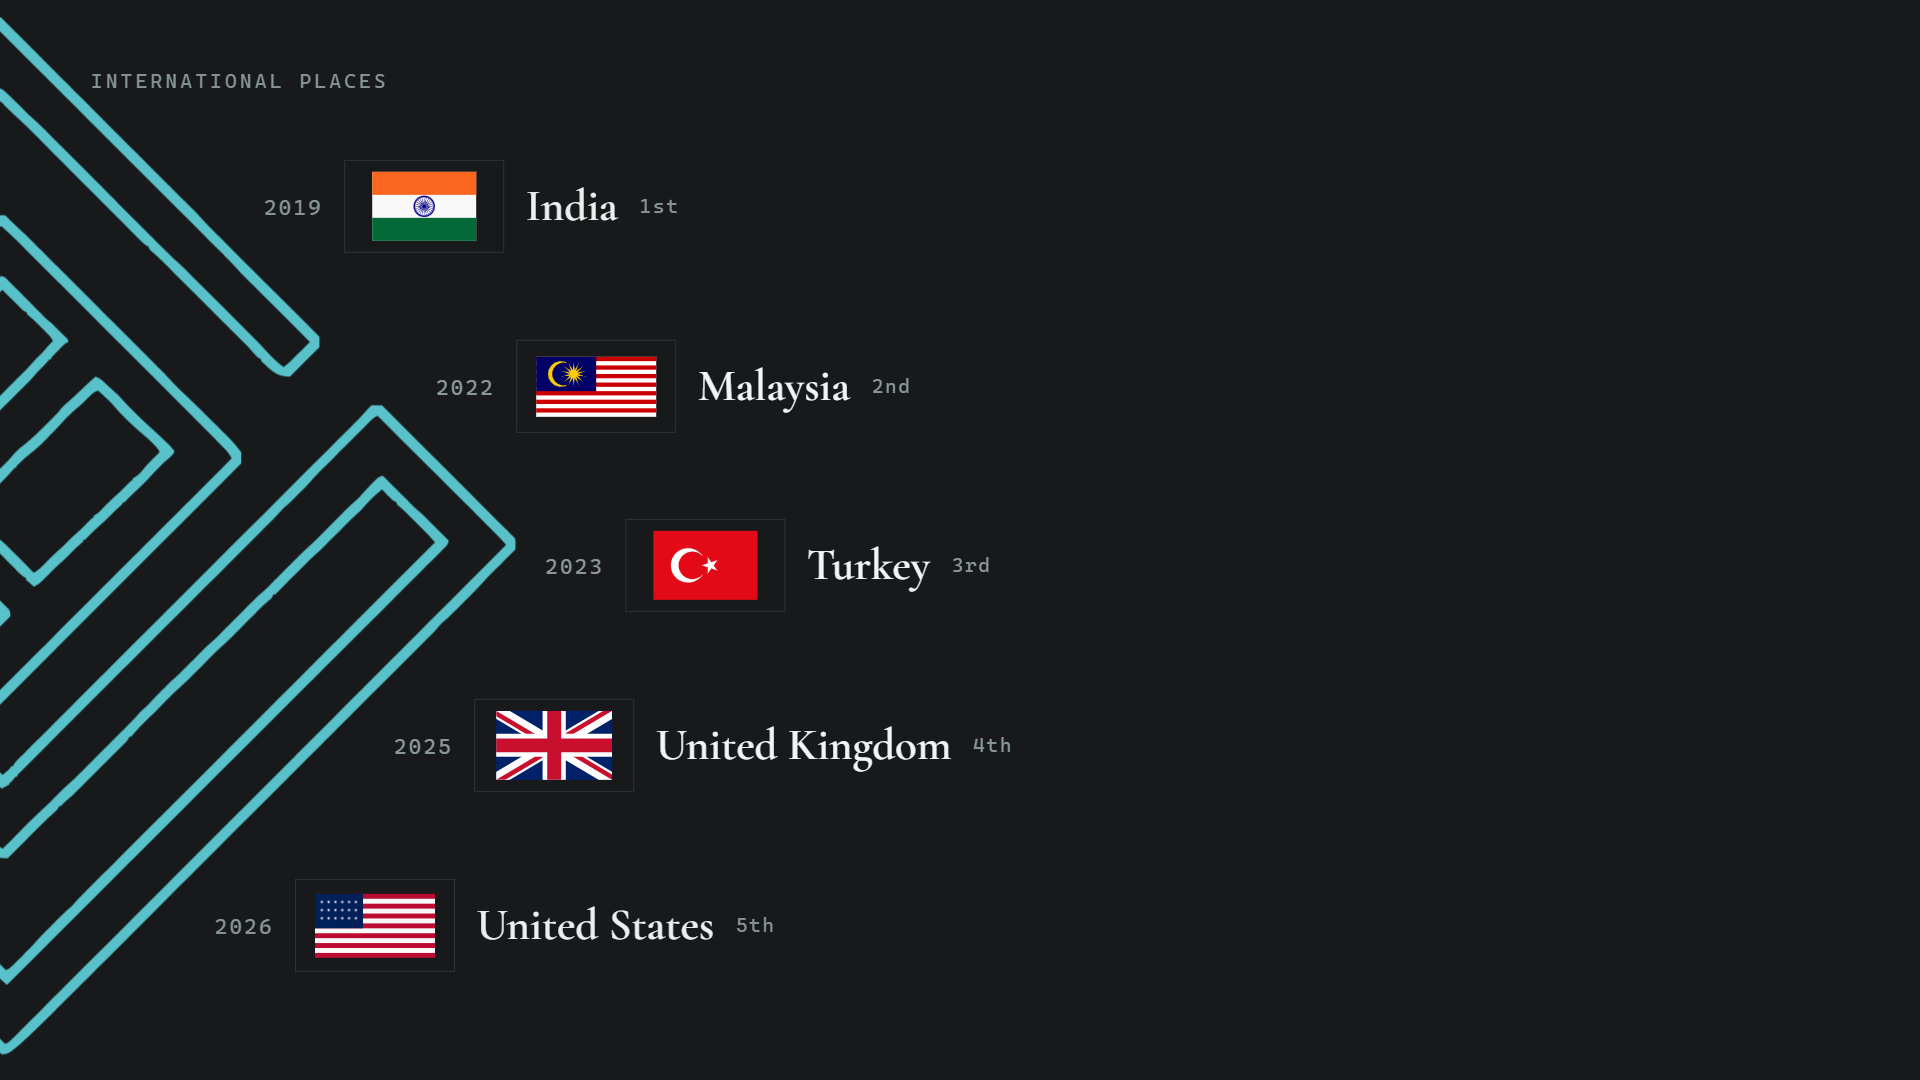 INTERNATIONAL PLACES
2019 India 1st
2022 Malaysia 2nd
2023 Turkey 3rd
2025 United Kingdom 4th
2026 United States 5th